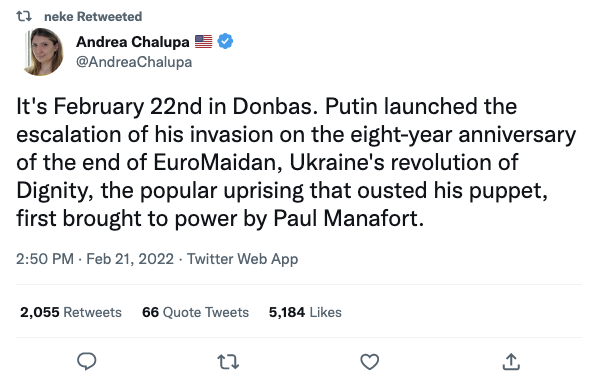 neke Retweeted
Andrea Chalupa 🇺🇸
@AndreaChalupa
It's February 22nd in Donbas. Putin launched the
escalation of his invasion on the eight-year anniversary
of the end of EuroMaidan, Ukraine's revolution of
Dignity, the popular uprising that ousted his puppet,
first brought to power by Paul Manafort.
2:50 PM · Feb 21, 2022 · Twitter Web App
2,055 Retweets 66 Quote Tweets 5,184 Likes